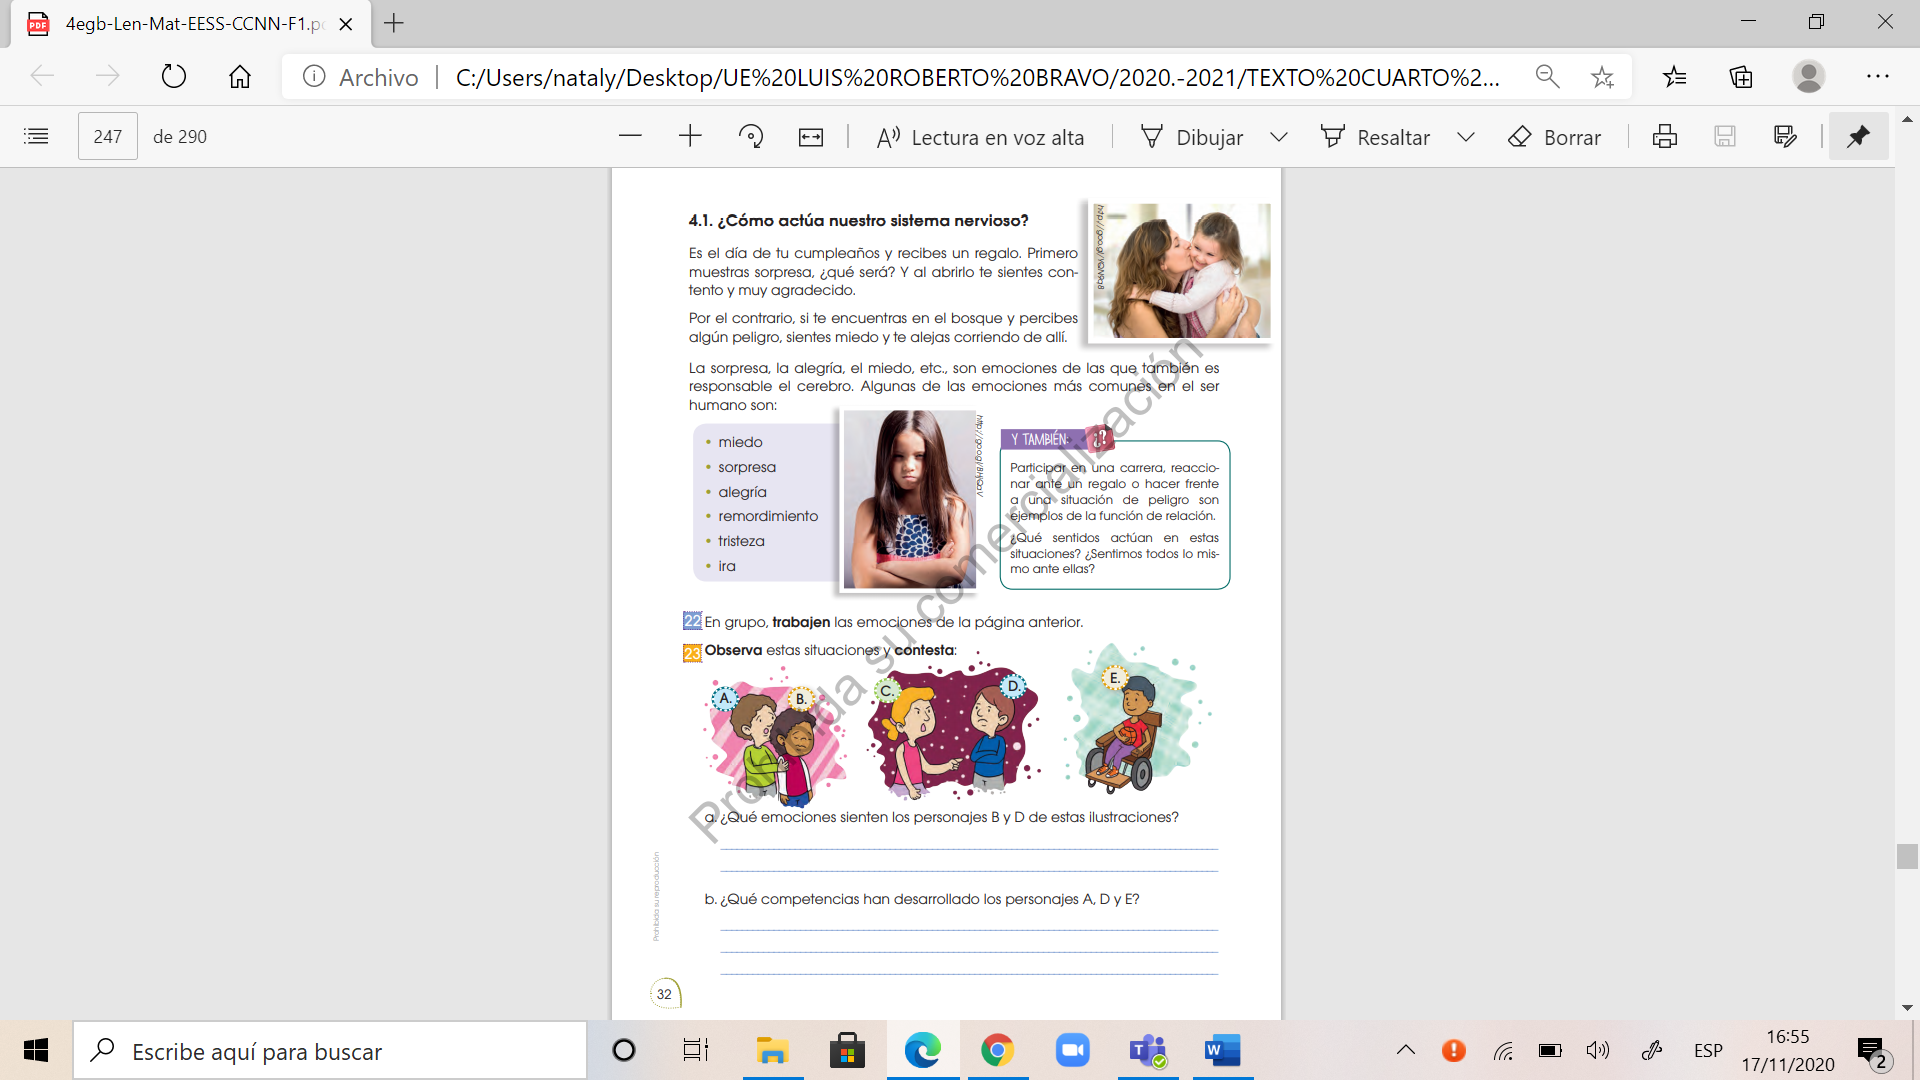 4egb-Len-Mat-EESS-CCNN-F1.pd
Archivo
C:/Users/nataly/Desktop/UE%20LUIS%20ROBERTO%20BRAVO/2020.-2021/TEXTO%20CUARTO%2...
247 de 290
Lectura en voz alta
Dibujar
Resaltar
Borrar
4.1. ¿Cómo actúa nuestro sistema nervioso?
Es el día de tu cumpleaños y recibes un regalo. Primero
muestras sorpresa, ¿qué será? Y al abrirlo te sientes con-
tento y muy agradecido.
Por el contrario, si te encuentras en el bosque y percibes
algún peligro, sientes miedo y te alejas corriendo de allí.
La sorpresa, la alegría, el miedo, etc., son emociones de las que también es
responsable el cerebro. Algunas de las emociones más comunes en el ser
humano son:
• miedo
• sorpresa
• alegría
• remordimiento
• tristeza
• ira
Y TAMBIÉN: ¿?
Participar en una carrera, reaccio-
nar ante un regalo o hacer frente
a una situación de peligro son
ejemplos de la función de relación.
¿Qué sentidos actúan en estas
situaciones? ¿Sentimos todos lo mis-
mo ante ellas?
22 En grupo, trabajen las emociones de la página anterior.
23 Observa estas situaciones y contesta:
A.
B.
C.
D.
E.
a. ¿Qué emociones sienten los personajes B y D de estas ilustraciones?
b. ¿Qué competencias han desarrollado los personajes A, D y E?
Prohibida su reproducción
32
su comercialización
Escribe aquí para buscar
ESP
16:55
17/11/2020
2